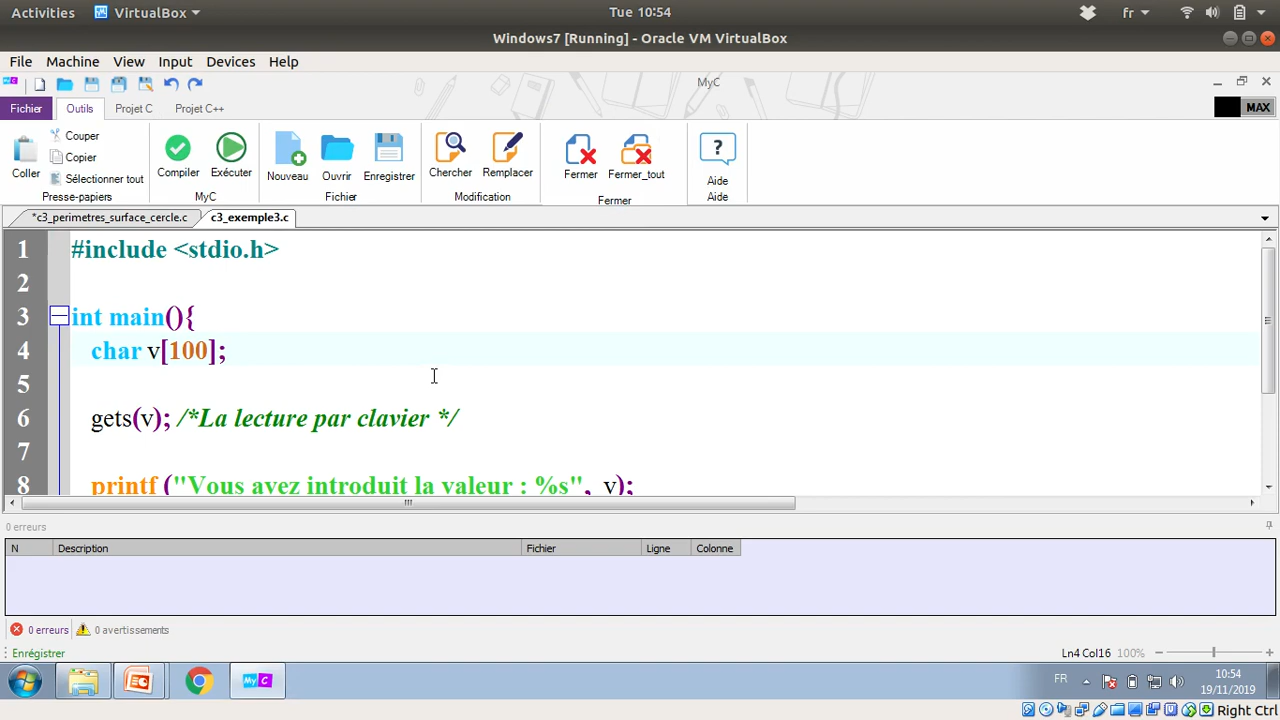 Activities VirtualBox Tue 10:54 fr
Windows7 [Running] - Oracle VM VirtualBox
File Machine View Input Devices Help
MyC
Fichier Outils Projet C Projet C++ MAX
Coller Couper Copier Sélectionner tout Compiler Exécuter Nouveau Ouvrir Enregistrer Chercher Remplacer Fermer Fermer_tout Aide
Presse-papiers MyC Fichier Modification Fermer Aide
*c3_perimetres_surface_cercle.c c3_exemple3.c
1 #include <stdio.h>
2
3 int main(){
4 char v[100];
5
6 gets(v); /*La lecture par clavier */
7
8 printf ("Vous avez introduit la valeur : %s", v);
0 erreurs
N Description Fichier Ligne Colonne
0 erreurs 0 avertissements
Enrégistrer Ln4 Col16 100%
MyC FR 10:54
19/11/2019
Right Ctrl